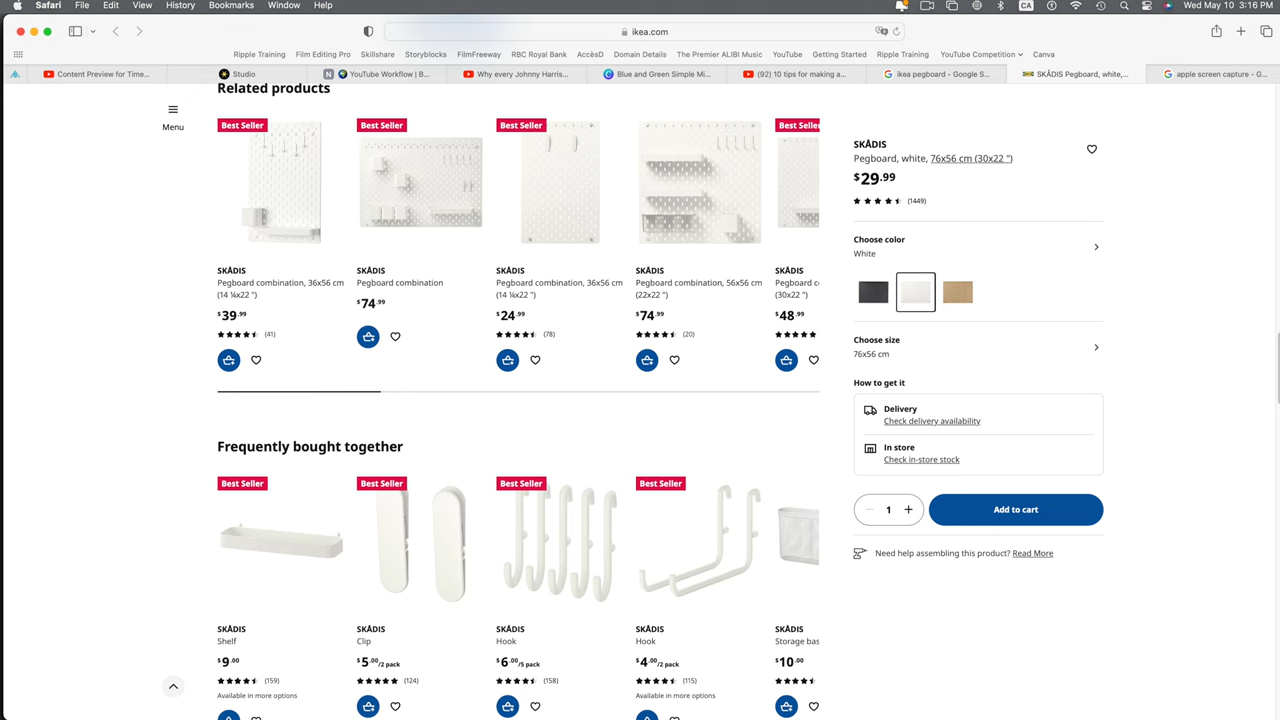 Safari File Edit View History Bookmarks Window Help CA Wed May 10 3:16 PM
ikea.com
Ripple Training Film Editing Pro Skillshare Storyblocks FilmFreeway RBC Royal Bank AccèsD Domain Details The Premier ALIBI Music YouTube Getting Started Ripple Training YouTube Competition Canva
Content Preview for Time... Studio YouTube Workflow | B... Why every Johnny Harris... Blue and Green Simple Mi... (92) 10 tips for making a... ikea pegboard - Google S... SKÅDIS Pegboard, white,... apple screen capture - G...
Menu
Related products
Best Seller Best Seller Best Seller Best Seller Best Seller
SKÅDIS SKÅDIS SKÅDIS SKÅDIS SKÅDIS
Pegboard combination, 36x56 cm Pegboard combination Pegboard combination, 36x56 cm Pegboard combination, 56x56 cm Pegboard c
(14 ¼x22 ") (14 ¼x22 ") (22x22 ") (30x22 ")
$39.99 $74.99 $24.99 $74.99 $48.99
(41) (78) (20)
Frequently bought together
Best Seller Best Seller Best Seller Best Seller
SKÅDIS SKÅDIS SKÅDIS SKÅDIS SKÅDIS
Shelf Clip Hook Hook Storage bas
$9.00 $5.00/2 pack $6.00/5 pack $4.00/2 pack $10.00
(159) (124) (158) (115)
Available in more options Available in more options
SKÅDIS
Pegboard, white, 76x56 cm (30x22 ")
$29.99
(1449)
Choose color
White
Choose size
76x56 cm
How to get it
Delivery
Check delivery availability
In store
Check in-store stock
1 Add to cart
Need help assembling this product? Read More